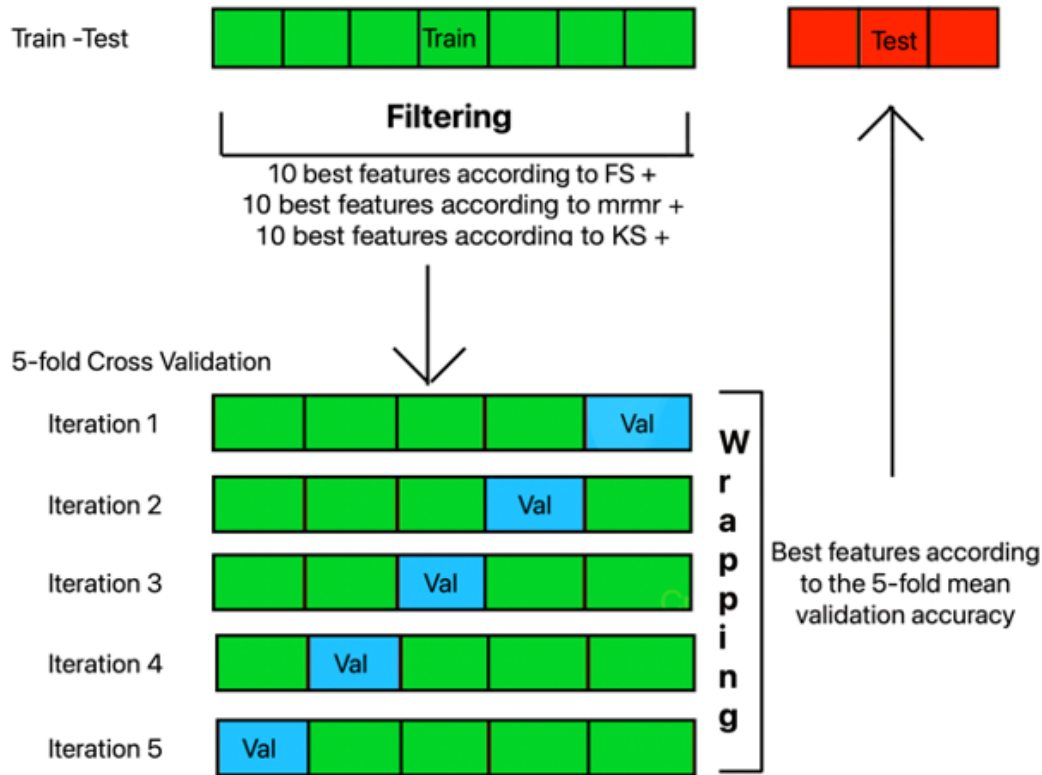 Train -Test
Train
Test
Filtering
10 best features according to FS +
10 best features according to mrmr +
10 best features according to KS +
5-fold Cross Validation
Iteration 1
Val
Iteration 2
Val
Iteration 3
Val
Iteration 4
Val
Iteration 5
Val
Wrapping
Best features according
to the 5-fold mean
validation accuracy